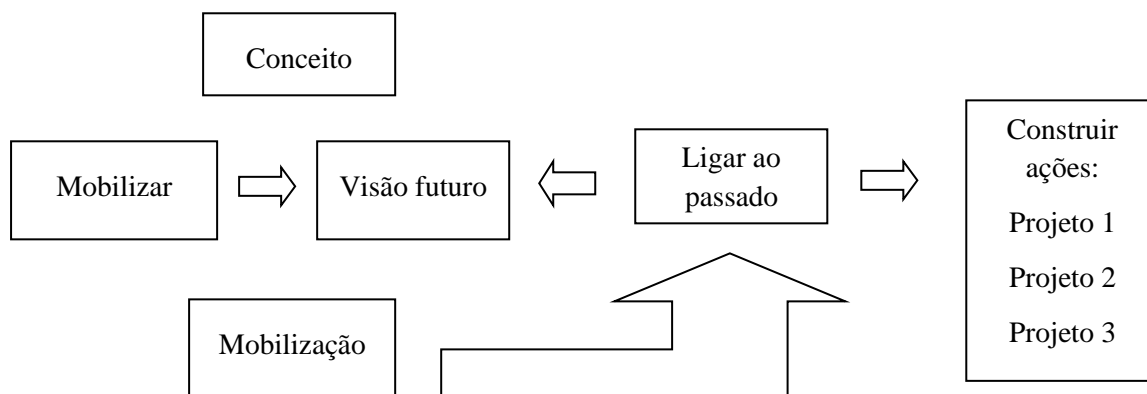 Conceito
Mobilizar
Visão futuro
Ligar ao
passado
Construir
ações:
Projeto 1
Projeto 2
Projeto 3
Mobilização